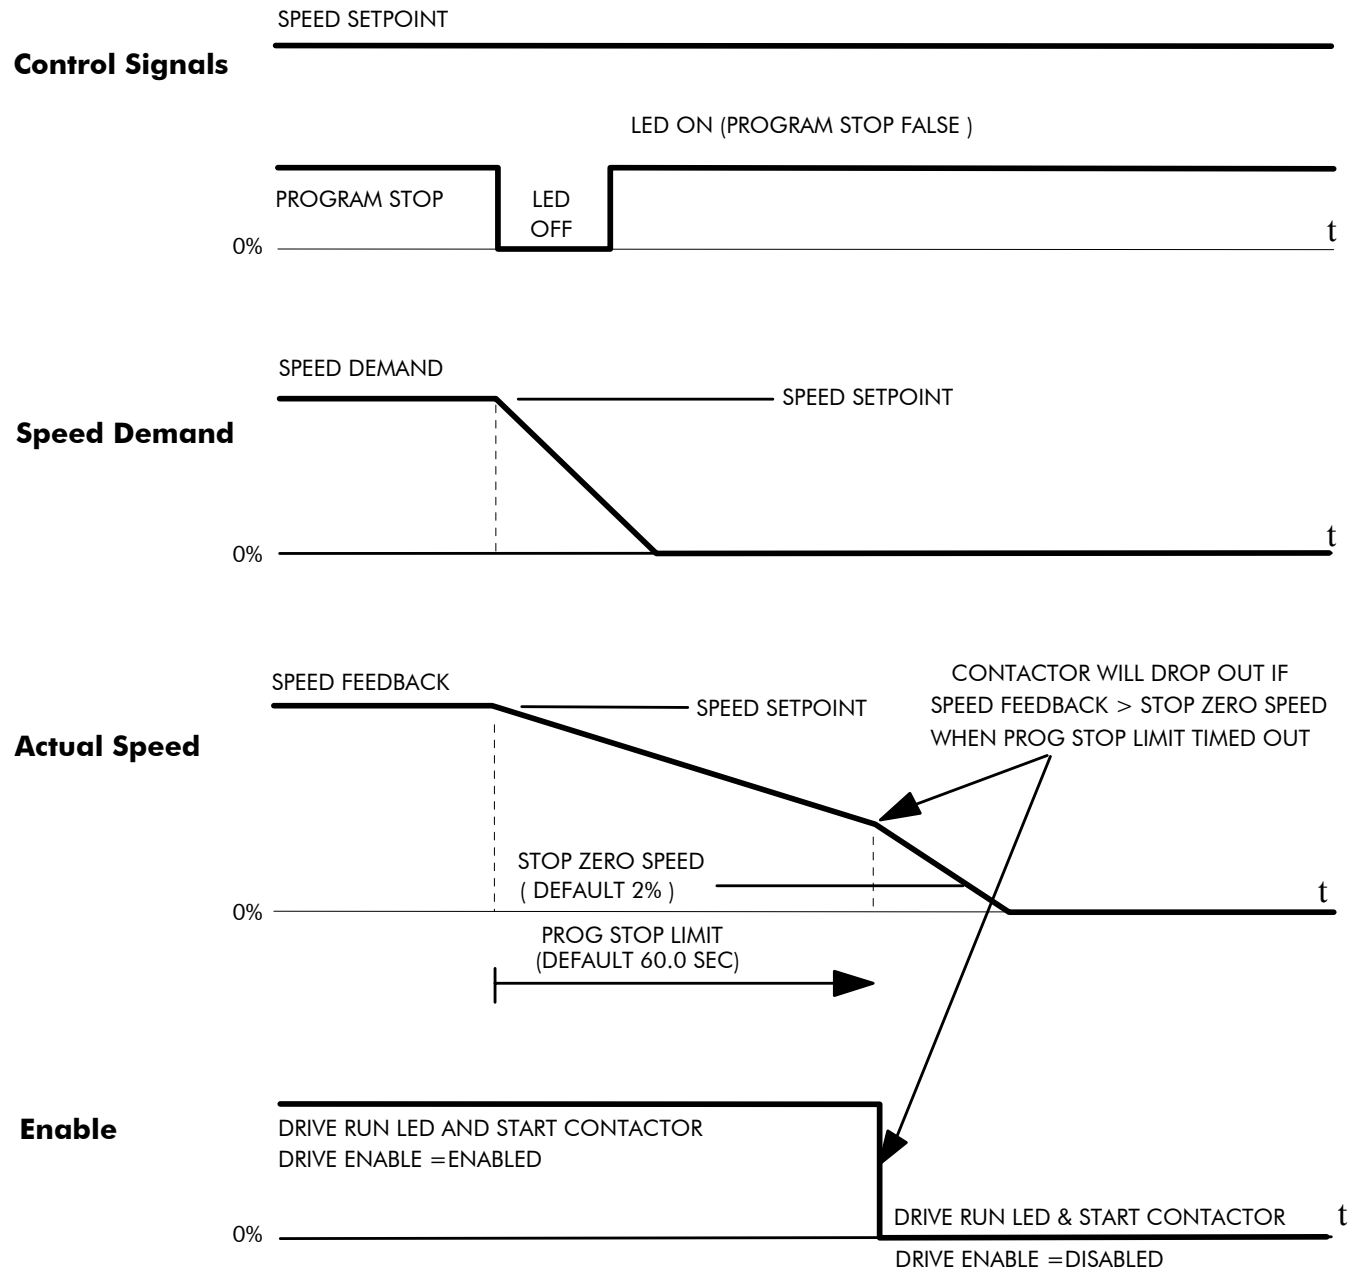 SPEED SETPOINT
Control Signals
LED ON (PROGRAM STOP FALSE )
PROGRAM STOP
LED
OFF
0%
t
SPEED DEMAND
SPEED SETPOINT
Speed Demand
0%
t
CONTACTOR WILL DROP OUT IF
SPEED FEEDBACK > STOP ZERO SPEED
WHEN PROG STOP LIMIT TIMED OUT
SPEED FEEDBACK
SPEED SETPOINT
Actual Speed
STOP ZERO SPEED
( DEFAULT 2% )
0%
t
PROG STOP LIMIT
(DEFAULT 60.0 SEC)
Enable
DRIVE RUN LED AND START CONTACTOR
DRIVE ENABLE =ENABLED
0%
DRIVE RUN LED & START CONTACTOR
t
DRIVE ENABLE =DISABLED